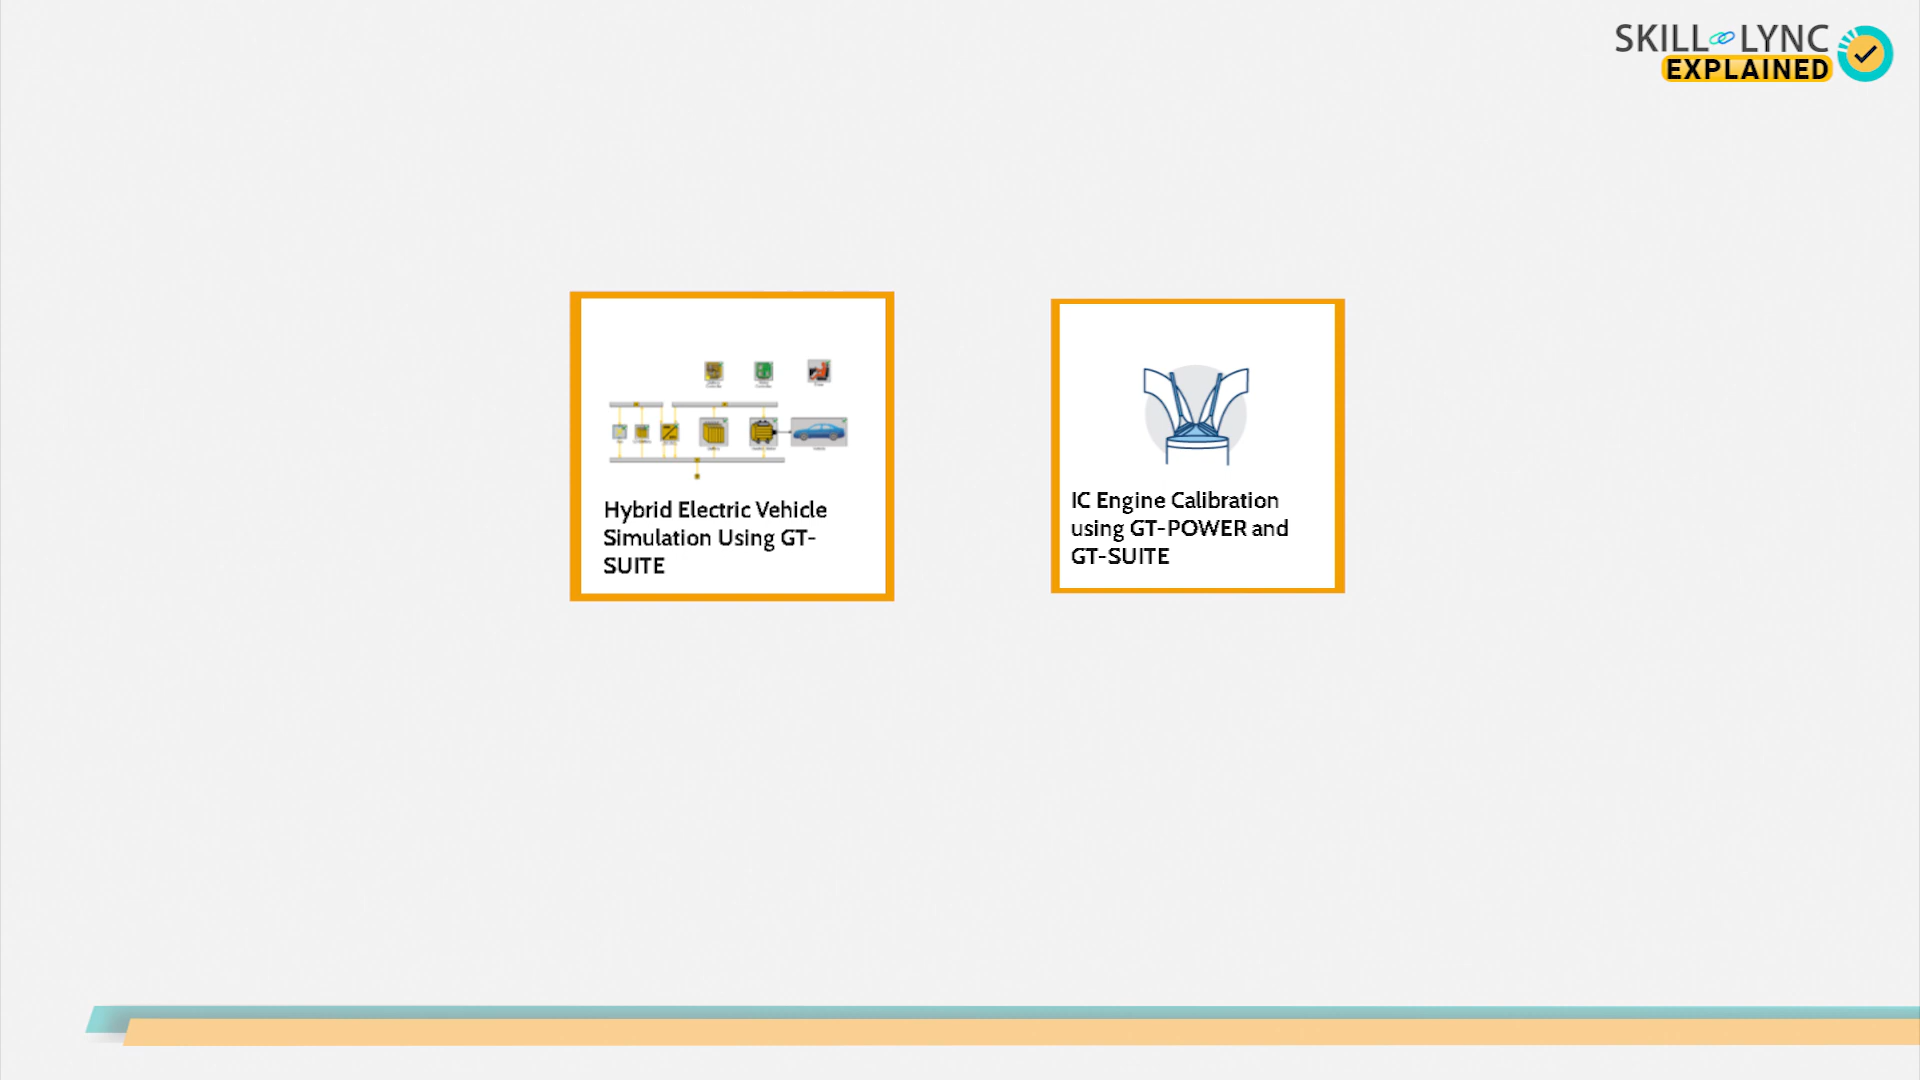 SKILL LYNC
EXPLAINED
Hybrid Electric Vehicle
Simulation Using GT-
SUITE
IC Engine Calibration
using GT-POWER and
GT-SUITE